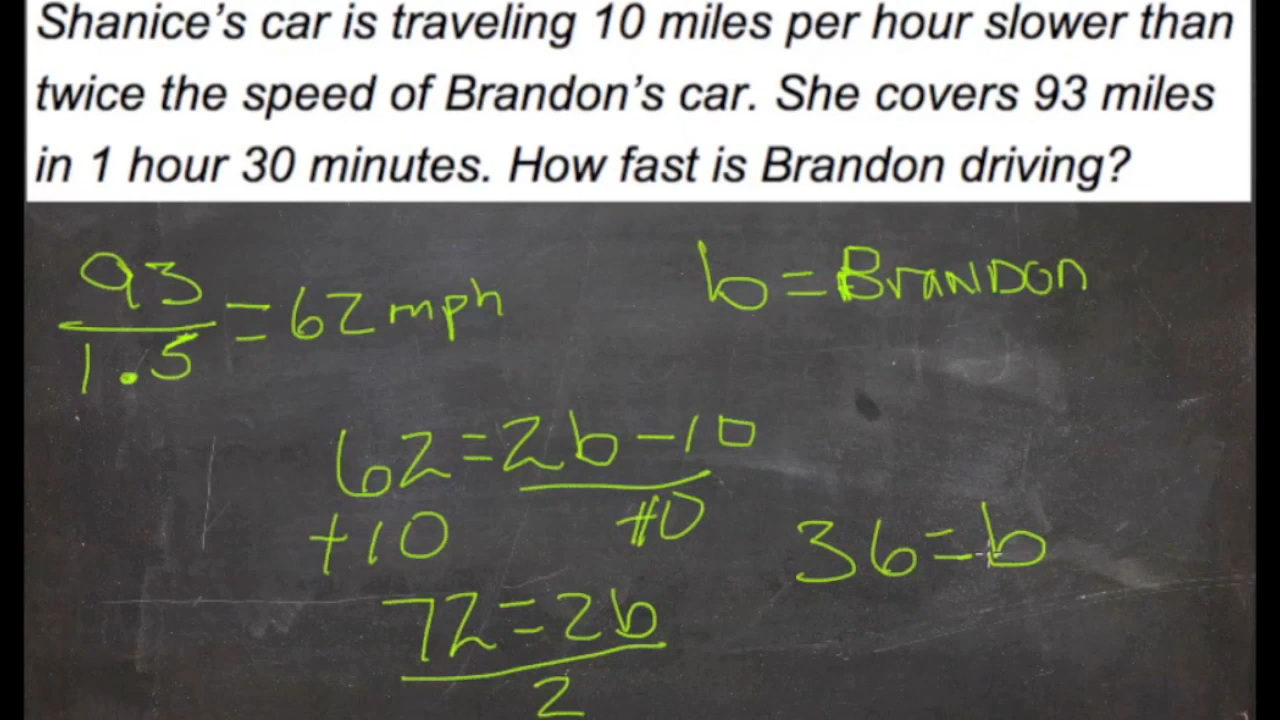 Shanice’s car is traveling 10 miles per hour slower than
twice the speed of Brandon’s car. She covers 93 miles
in 1 hour 30 minutes. How fast is Brandon driving?
93
1.5
=62 mph
b=Brandon
62=2b-10
+10 +10
72=2b
2
36=b